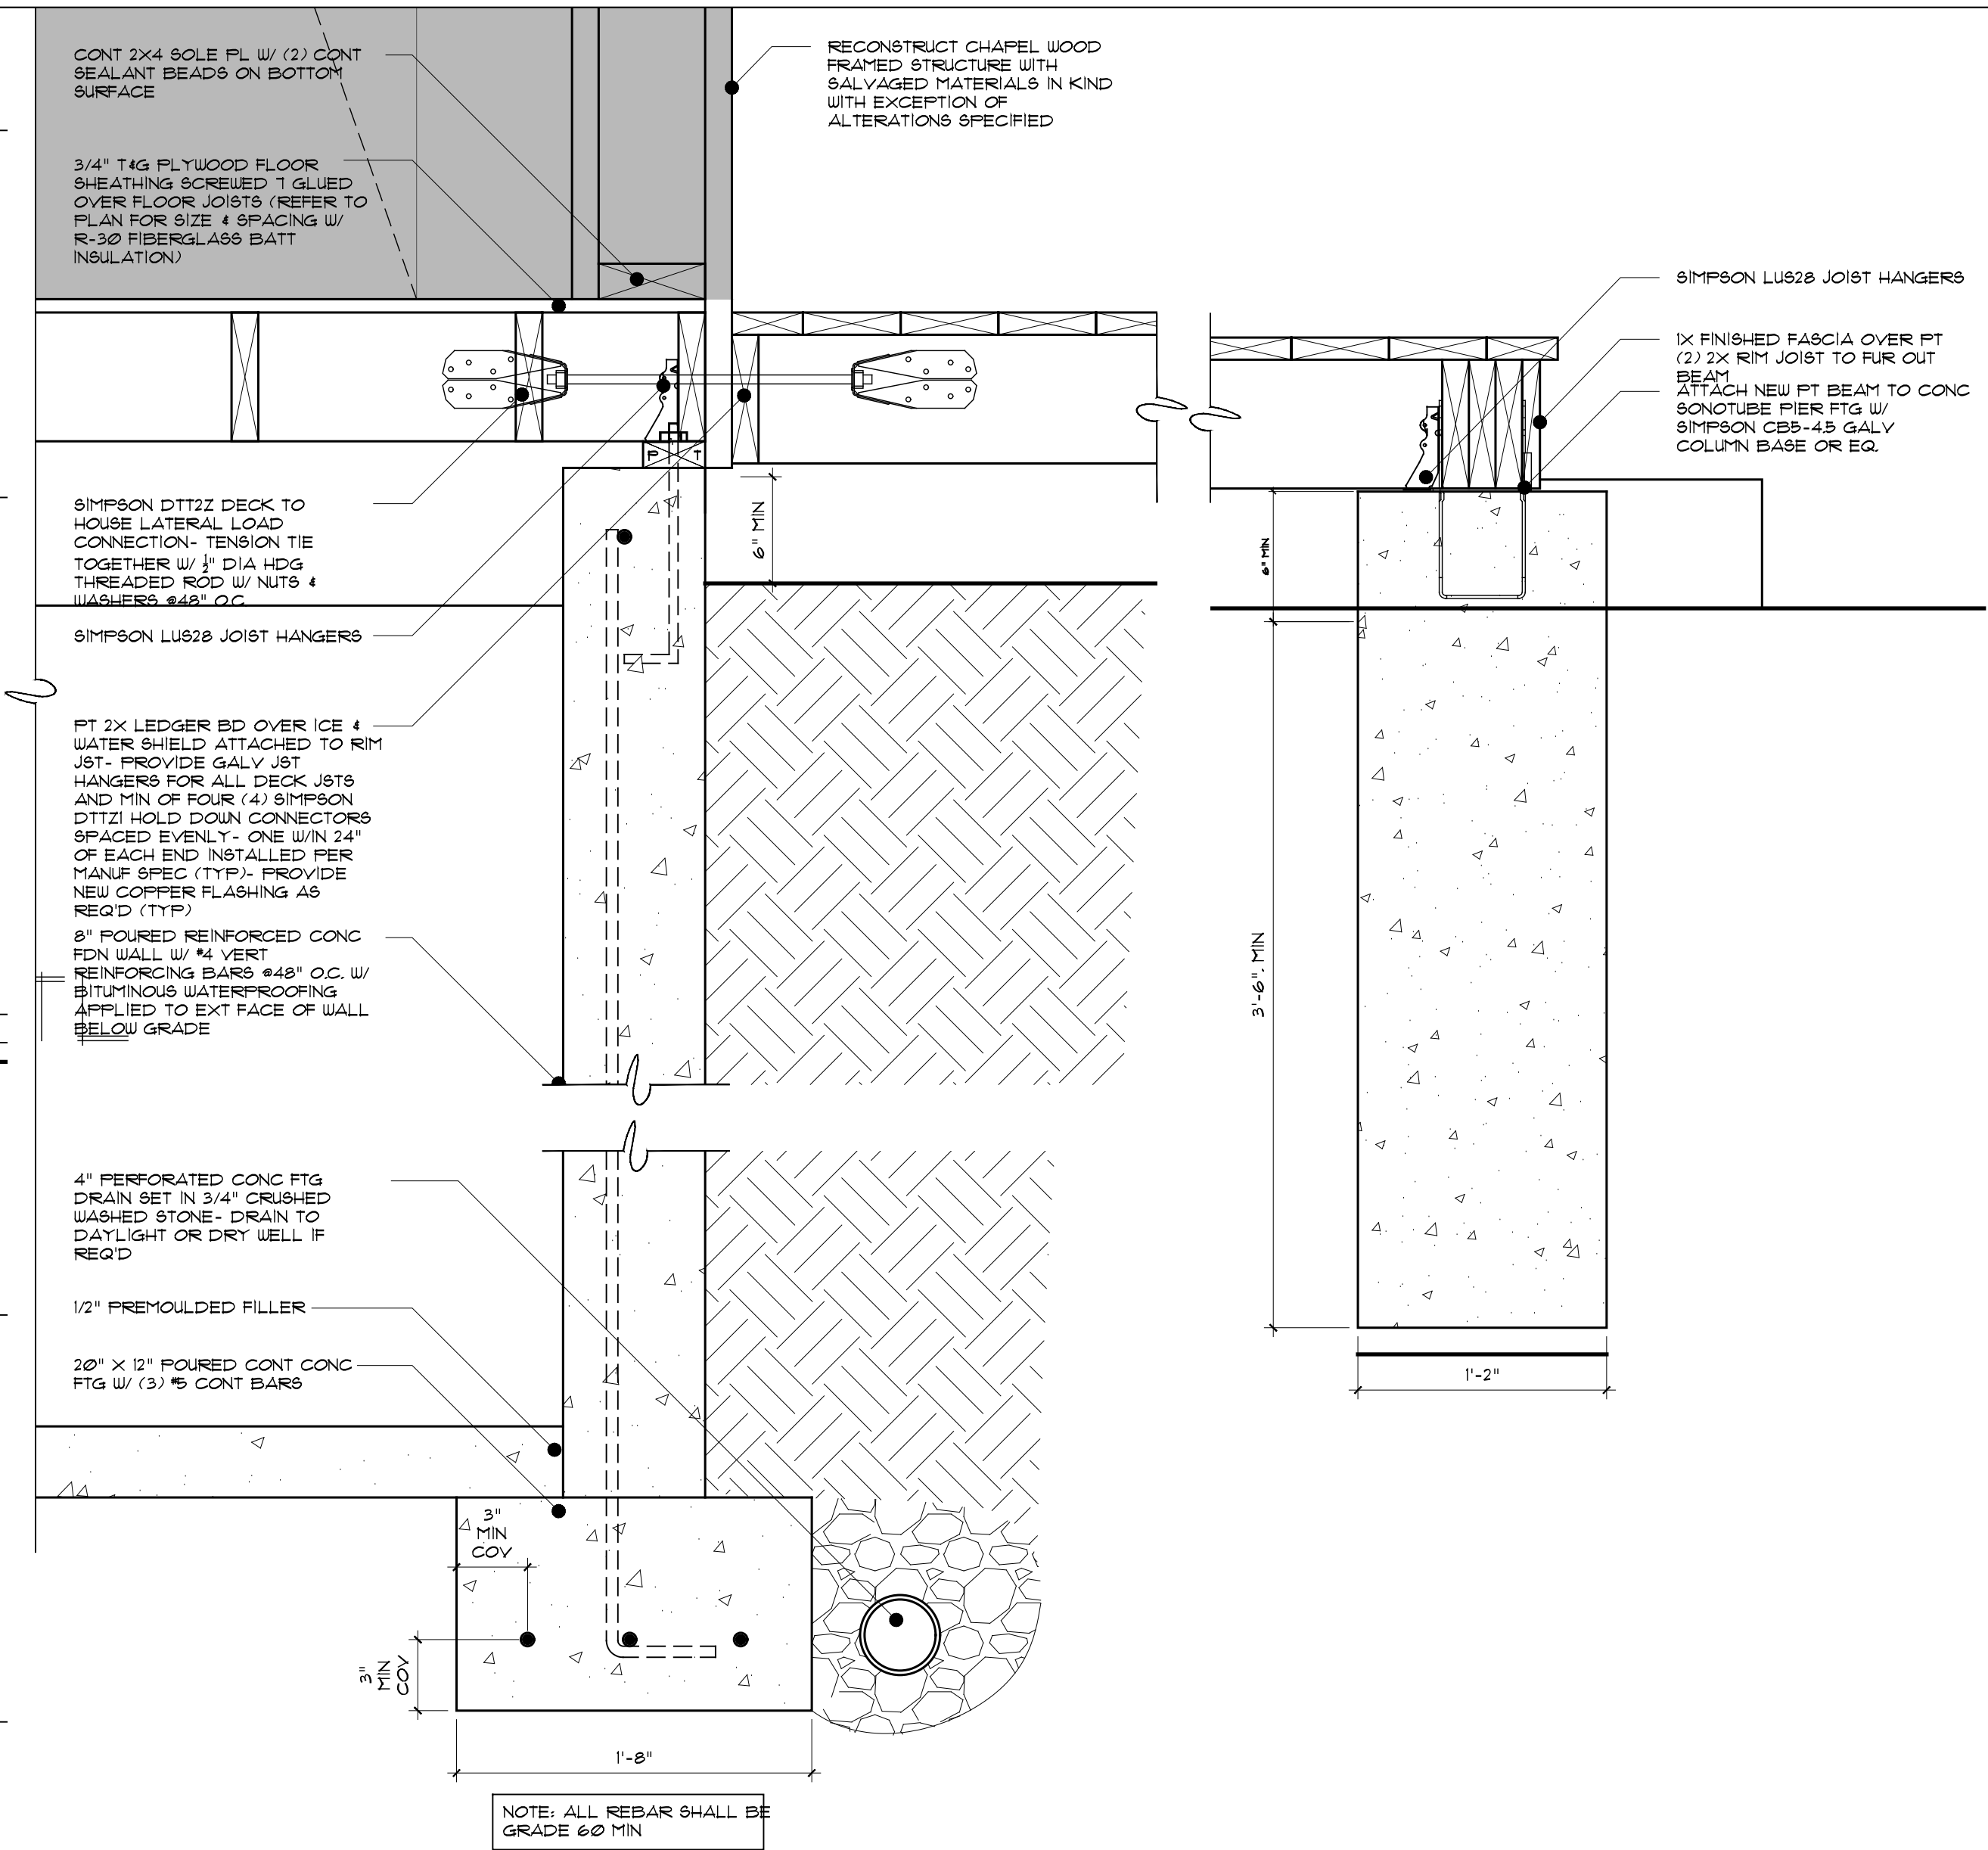 CONT 2X4 SOLE PL W/ (2) CONT
SEALANT BEADS ON BOTTOM
SURFACE
3/4" T&G PLYWOOD FLOOR
SHEATHING SCREWED 7 GLUED
OVER FLOOR JOISTS (REFER TO
PLAN FOR SIZE & SPACING W/
R-30 FIBERGLASS BATT
INSULATION)
RECONSTRUCT CHAPEL WOOD
FRAMED STRUCTURE WITH
SALVAGED MATERIALS IN KIND
WITH EXCEPTION OF
ALTERATIONS SPECIFIED
SIMPSON LUS28 JOIST HANGERS
1X FINISHED FASCIA OVER PT
(2) 2X RIM JOIST TO FUR OUT
BEAM
ATTACH NEW PT BEAM TO CONC
SONOTUBE PIER FTG W/
SIMPSON CB5-4.5 GALV
COLUMN BASE OR EQ.
P T
SIMPSON DTT2Z DECK TO
HOUSE LATERAL LOAD
CONNECTION- TENSION TIE
TOGETHER W/ 1/2" DIA HDG
THREADED ROD W/ NUTS &
WASHERS @48" O.C.
6" MIN
6" MIN
SIMPSON LUS28 JOIST HANGERS
PT 2X LEDGER BD OVER ICE &
WATER SHIELD ATTACHED TO RIM
JST- PROVIDE GALV JST
HANGERS FOR ALL DECK JSTS
AND MIN OF FOUR (4) SIMPSON
DTTZ1 HOLD DOWN CONNECTORS
SPACED EVENLY- ONE W/IN 24"
OF EACH END INSTALLED PER
MANUF SPEC (TYP)- PROVIDE
NEW COPPER FLASHING AS
REQ'D (TYP)
8" POURED REINFORCED CONC
FDN WALL W/ #4 VERT
REINFORCING BARS @48" O.C. W/
BITUMINOUS WATERPROOFING
APPLIED TO EXT FACE OF WALL
BELOW GRADE
3'-6". MIN
4" PERFORATED CONC FTG
DRAIN SET IN 3/4" CRUSHED
WASHED STONE- DRAIN TO
DAYLIGHT OR DRY WELL IF
REQ'D
1/2" PREMOULDED FILLER
20" X 12" POURED CONT CONC
FTG W/ (3) #5 CONT BARS
1'-2"
3"
MIN
COV
3"
MIN
COV
1'-8"
NOTE: ALL REBAR SHALL BE
GRADE 60 MIN